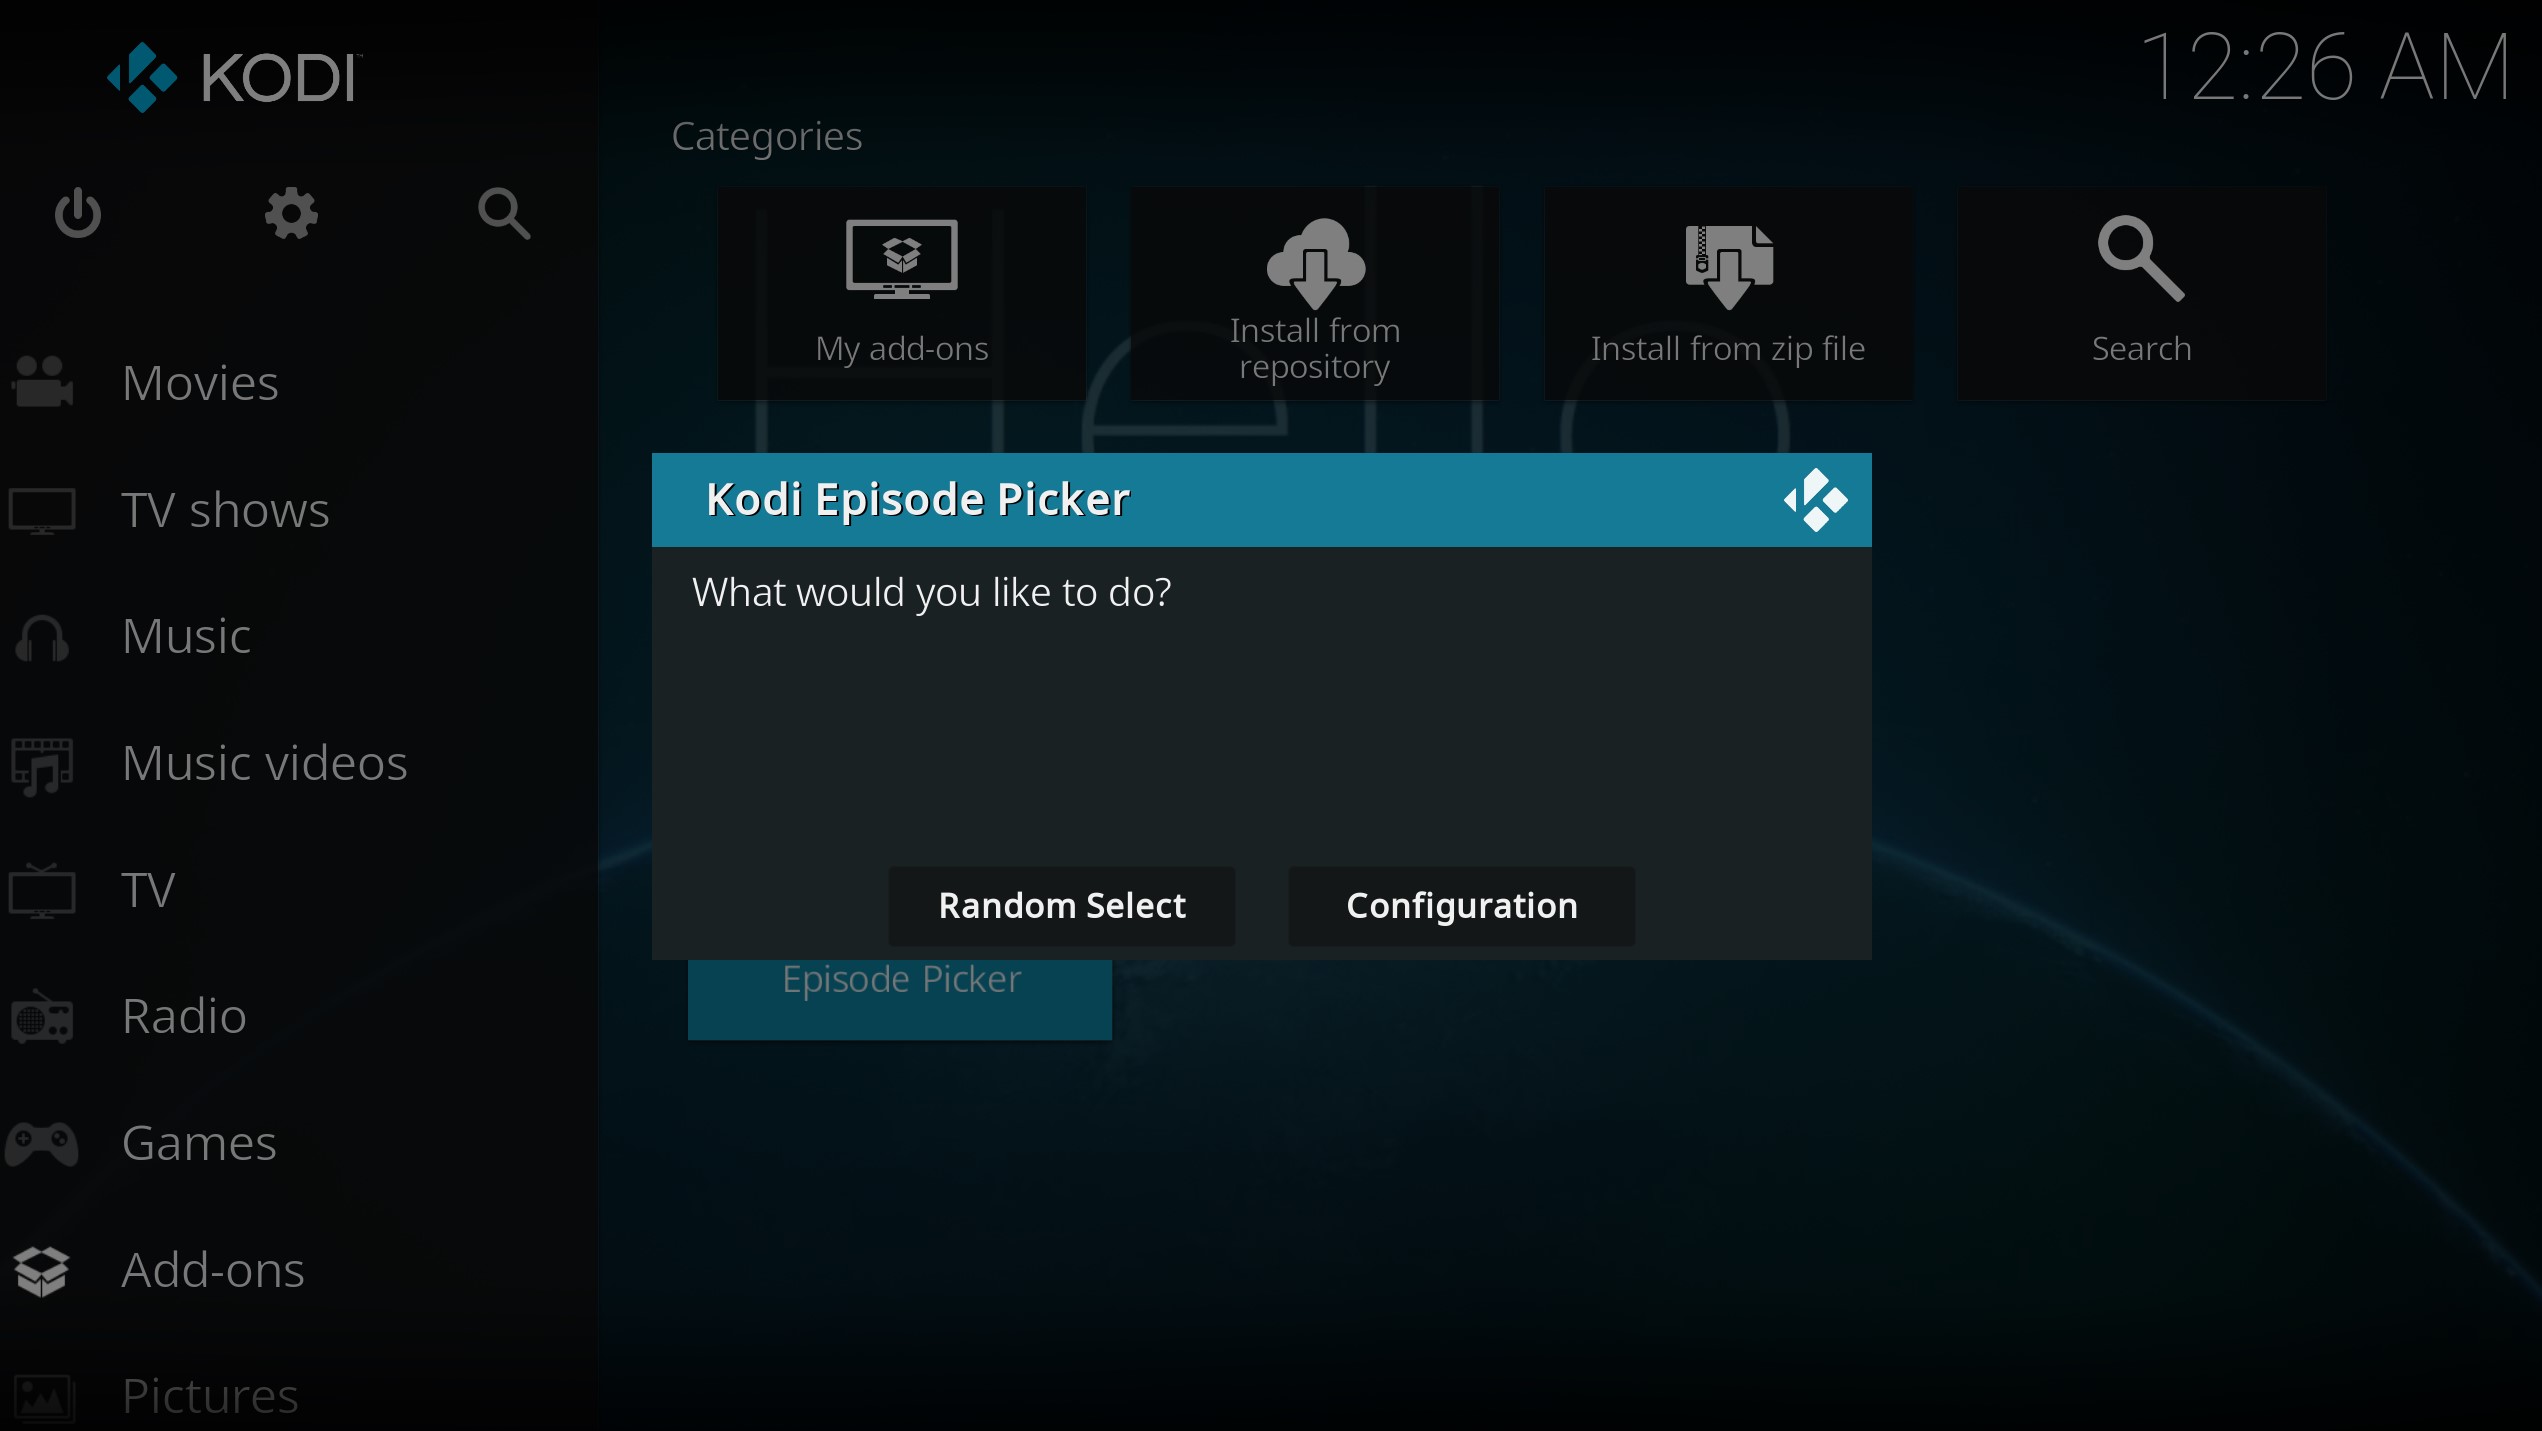 KODI
12:26 AM
Categories
My add-ons
Install from
repository
Install from zip file
Search
Movies
TV shows
Music
Music videos
TV
Radio
Games
Add-ons
Pictures
Hello
Kodi Episode Picker
What would you like to do?
Random Select
Configuration
Episode Picker